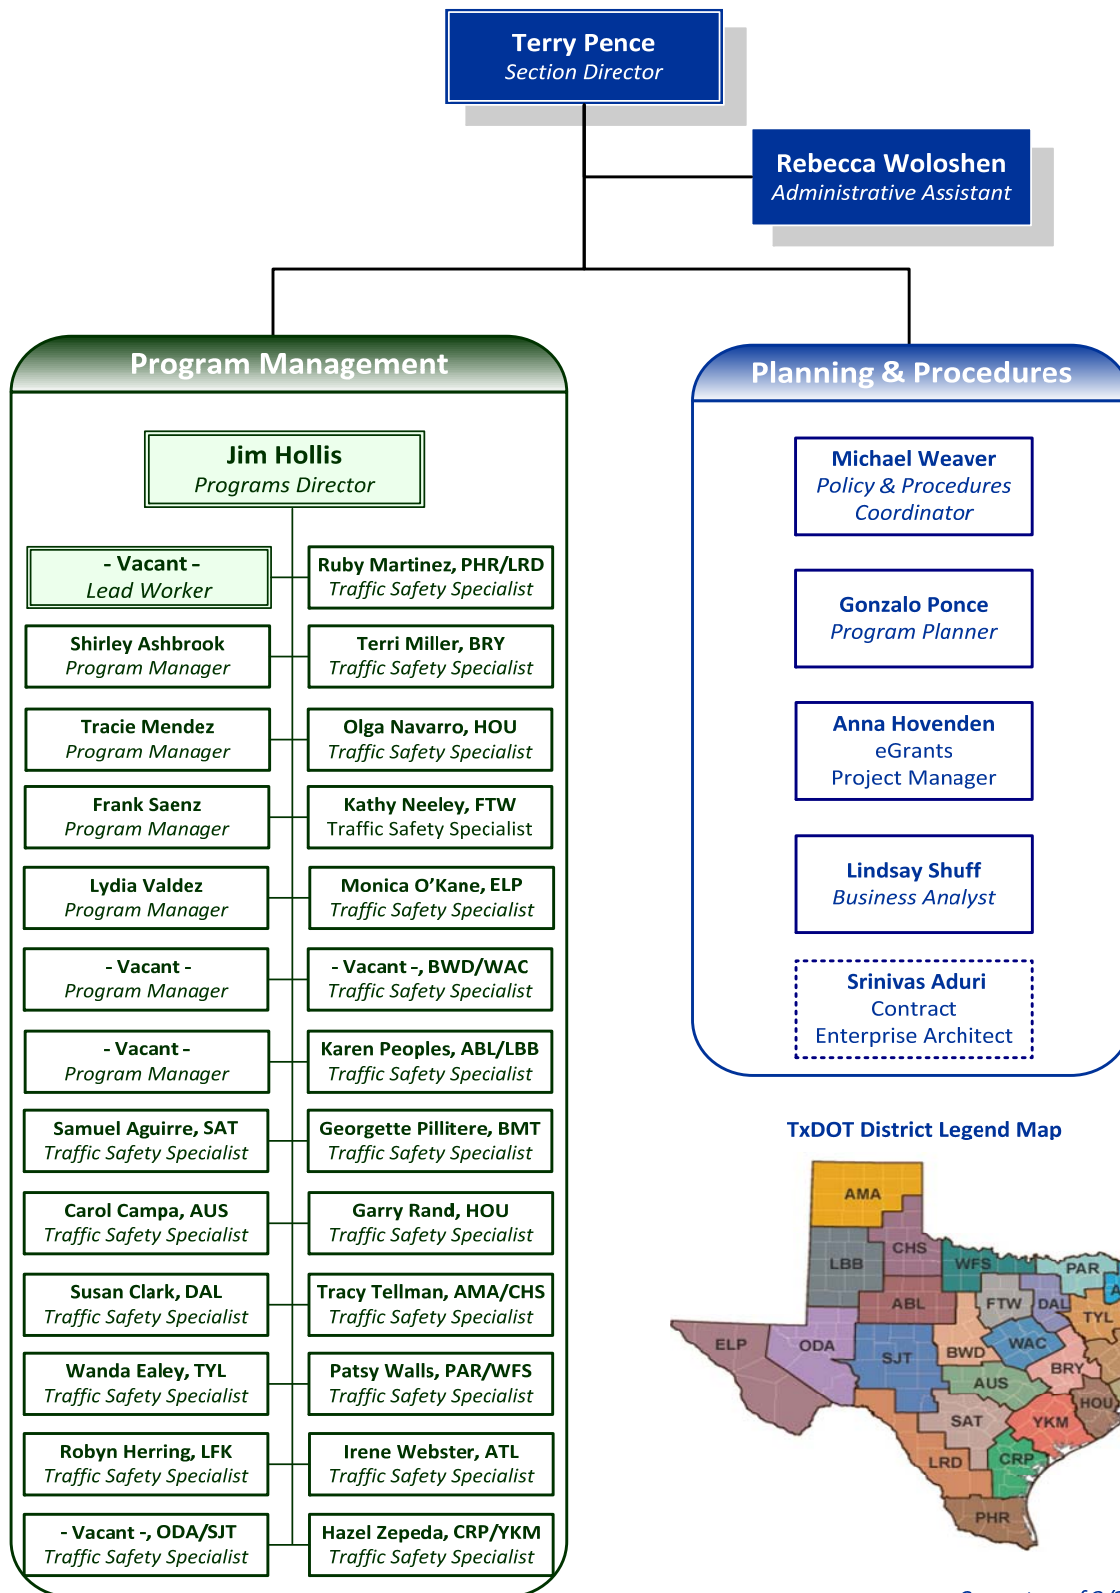 Terry Pence
Section Director
Rebecca Woloshen
Administrative Assistant
Program Management
Jim Hollis
Programs Director
- Vacant -
Lead Worker
Shirley Ashbrook
Program Manager
Tracie Mendez
Program Manager
Frank Saenz
Program Manager
Lydia Valdez
Program Manager
- Vacant -
Program Manager
- Vacant -
Program Manager
Samuel Aguirre, SAT
Traffic Safety Specialist
Carol Campa, AUS
Traffic Safety Specialist
Susan Clark, DAL
Traffic Safety Specialist
Wanda Ealey, TYL
Traffic Safety Specialist
Robyn Herring, LFK
Traffic Safety Specialist
- Vacant -, ODA/SJT
Traffic Safety Specialist
Ruby Martinez, PHR/LRD
Traffic Safety Specialist
Terri Miller, BRY
Traffic Safety Specialist
Olga Navarro, HOU
Traffic Safety Specialist
Kathy Neeley, FTW
Traffic Safety Specialist
Monica O’Kane, ELP
Traffic Safety Specialist
- Vacant -, BWD/WAC
Traffic Safety Specialist
Karen Peoples, ABL/LBB
Traffic Safety Specialist
Georgette Pillitere, BMT
Traffic Safety Specialist
Garry Rand, HOU
Traffic Safety Specialist
Tracy Tellman, AMA/CHS
Traffic Safety Specialist
Patsy Walls, PAR/WFS
Traffic Safety Specialist
Irene Webster, ATL
Traffic Safety Specialist
Hazel Zepeda, CRP/YKM
Traffic Safety Specialist
Planning & Procedures
Michael Weaver
Policy & Procedures
Coordinator
Gonzalo Ponce
Program Planner
Anna Hovenden
eGrants
Project Manager
Lindsay Shuff
Business Analyst
Srinivas Aduri
Contract
Enterprise Architect
TxDOT District Legend Map
AMA
LBB
CHS
WFS
PAR
ABL
FTW
DAL
TYL
ELP
ODA
SJT
BWD
WAC
BRY
AUS
HOU
SAT
YKM
LRD
CRP
PHR